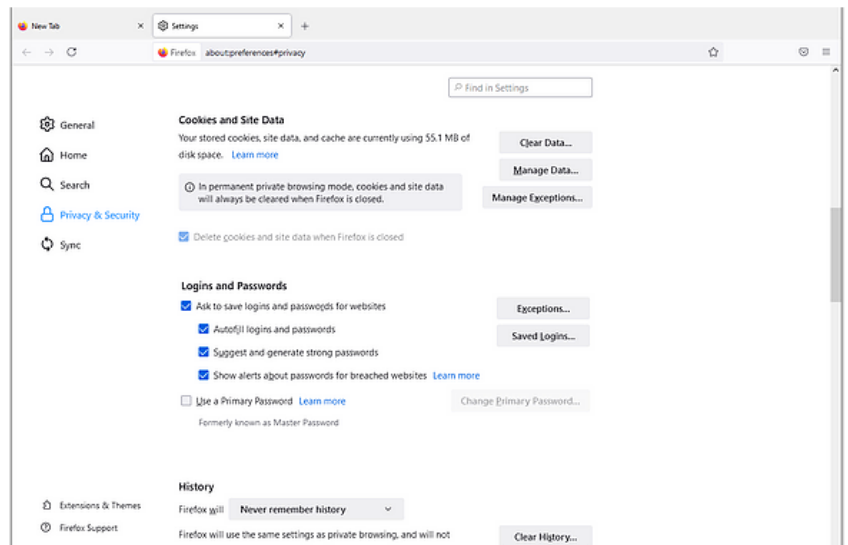 New Tab
Settings
Firefox about:preferences#privacy
Find in Settings
General
Home
Search
Privacy & Security
Sync
Extensions & Themes
Firefox Support
Cookies and Site Data
Your stored cookies, site data, and cache are currently using 55.1 MB of
disk space. Learn more
Clear Data...
Manage Data...
Manage Exceptions...
In permanent private browsing mode, cookies and site data
will always be cleared when Firefox is closed.
Delete cookies and site data when Firefox is closed
Logins and Passwords
Ask to save logins and passwords for websites
Exceptions...
Autofill logins and passwords
Saved Logins...
Suggest and generate strong passwords
Show alerts about passwords for breached websites Learn more
Use a Primary Password Learn more
Change Primary Password...
Formerly known as Master Password
History
Firefox will Never remember history
Firefox will use the same settings as private browsing, and will not
Clear History...